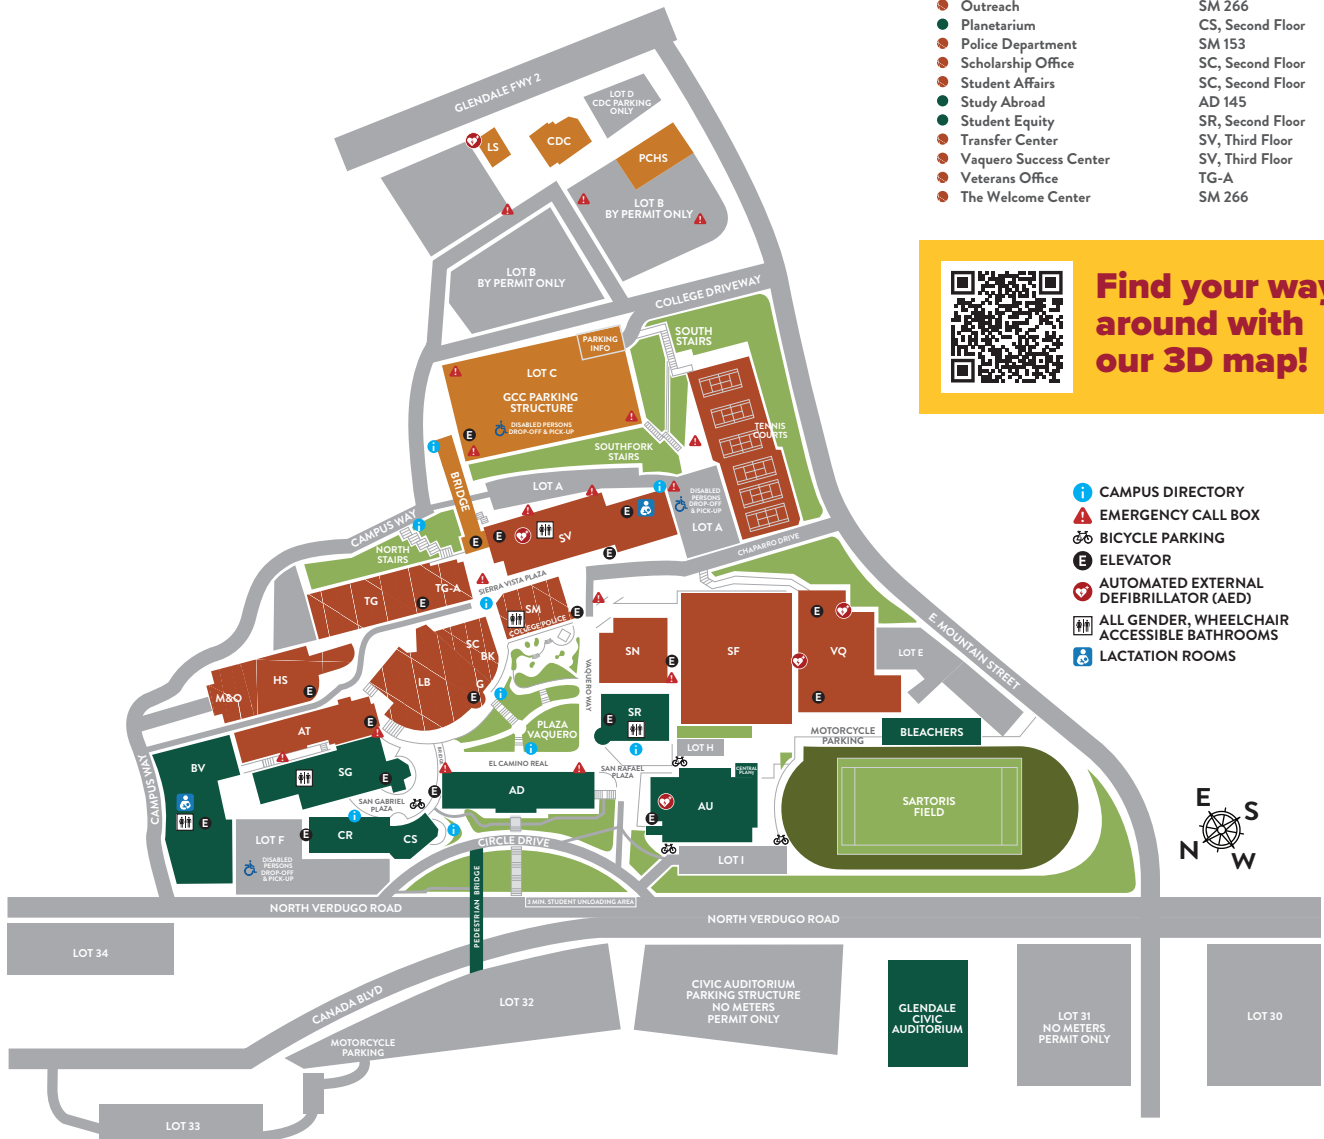 Outreach SM 266
Planetarium CS, Second Floor
Police Department SM 153
Scholarship Office SC, Second Floor
Student Affairs SC, Second Floor
Study Abroad AD 145
Student Equity SR, Second Floor
Transfer Center SV, Third Floor
Vaquero Success Center SV, Third Floor
Veterans Office TG-A
The Welcome Center SM 266
Find your way
around with
our 3D map!
CAMPUS DIRECTORY
EMERGENCY CALL BOX
BICYCLE PARKING
E ELEVATOR
AUTOMATED EXTERNAL
DEFIBRILLATOR (AED)
ALL GENDER, WHEELCHAIR
ACCESSIBLE BATHROOMS
LACTATION ROOMS
GLENDALE FWY 2
LOT D
CDC PARKING
ONLY
LS
CDC
PCHS
LOT B
BY PERMIT ONLY
LOT B
BY PERMIT ONLY
COLLEGE DRIVEWAY
PARKING
INFO
SOUTH
STAIRS
LOT C
GCC PARKING
STRUCTURE
DISABLED PERSONS
DROP-OFF & PICK-UP
E
TENNIS
COURTS
SOUTHFORK
STAIRS
BRIDGE
LOT A
DISABLED
PERSONS
DROP-OFF
& PICK-UP
LOT A
CAMPUS WAY
NORTH
STAIRS
E
E
SV
E
E
CHAPARRO DRIVE
SIERRA VISTA PLAZA
TG
TG-A
E
SM
COLLEGE POLICE
E
E. MOUNTAIN STREET
SC
BK
LB
G
E
SN
E
SF
E
VQ
E
LOT E
VAQUERO WAY
HS
M&O
E
AT
E
PLAZA
VAQUERO
SR
E
MOTORCYCLE
PARKING
BLEACHERS
LOT H
BV
E
CAMPUS WAY
SG
E
EL CAMINO REAL
SAN RAFAEL
PLAZA
CENTRAL
PLANT
AD
E
AU
E
SARTORIS
FIELD
SAN GABRIEL
PLAZA
LOT F
E
CR
CS
CIRCLE DRIVE
LOT I
DISABLED
PERSONS
DROP-OFF
& PICK-UP
E
S
N
W
PEDESTRIAN BRIDGE
3 MIN. STUDENT UNLOADING AREA
NORTH VERDUGO ROAD
NORTH VERDUGO ROAD
LOT 34
CANADA BLVD
LOT 32
CIVIC AUDITORIUM
PARKING STRUCTURE
NO METERS
PERMIT ONLY
GLENDALE
CIVIC
AUDITORIUM
LOT 31
NO METERS
PERMIT ONLY
LOT 30
MOTORCYCLE
PARKING
LOT 33